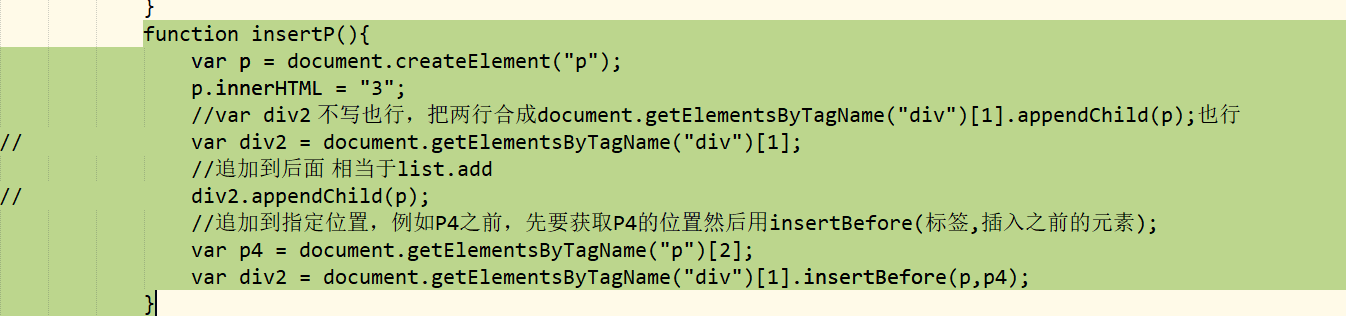 }
function insertP(){
var p = document.createElement("p");
p.innerHTML = "3";
//var div2 不写也行，把两行合成document.getElementsByTagName("div")[1].appendChild(p);也行
// var div2 = document.getElementsByTagName("div")[1];
//追加到后面 相当于list.add
// div2.appendChild(p);
//追加到指定位置，例如P4之前，先要获取P4的位置然后用insertBefore(标签,插入之前的元素);
var p4 = document.getElementsByTagName("p")[2];
var div2 = document.getElementsByTagName("div")[1].insertBefore(p,p4);
}